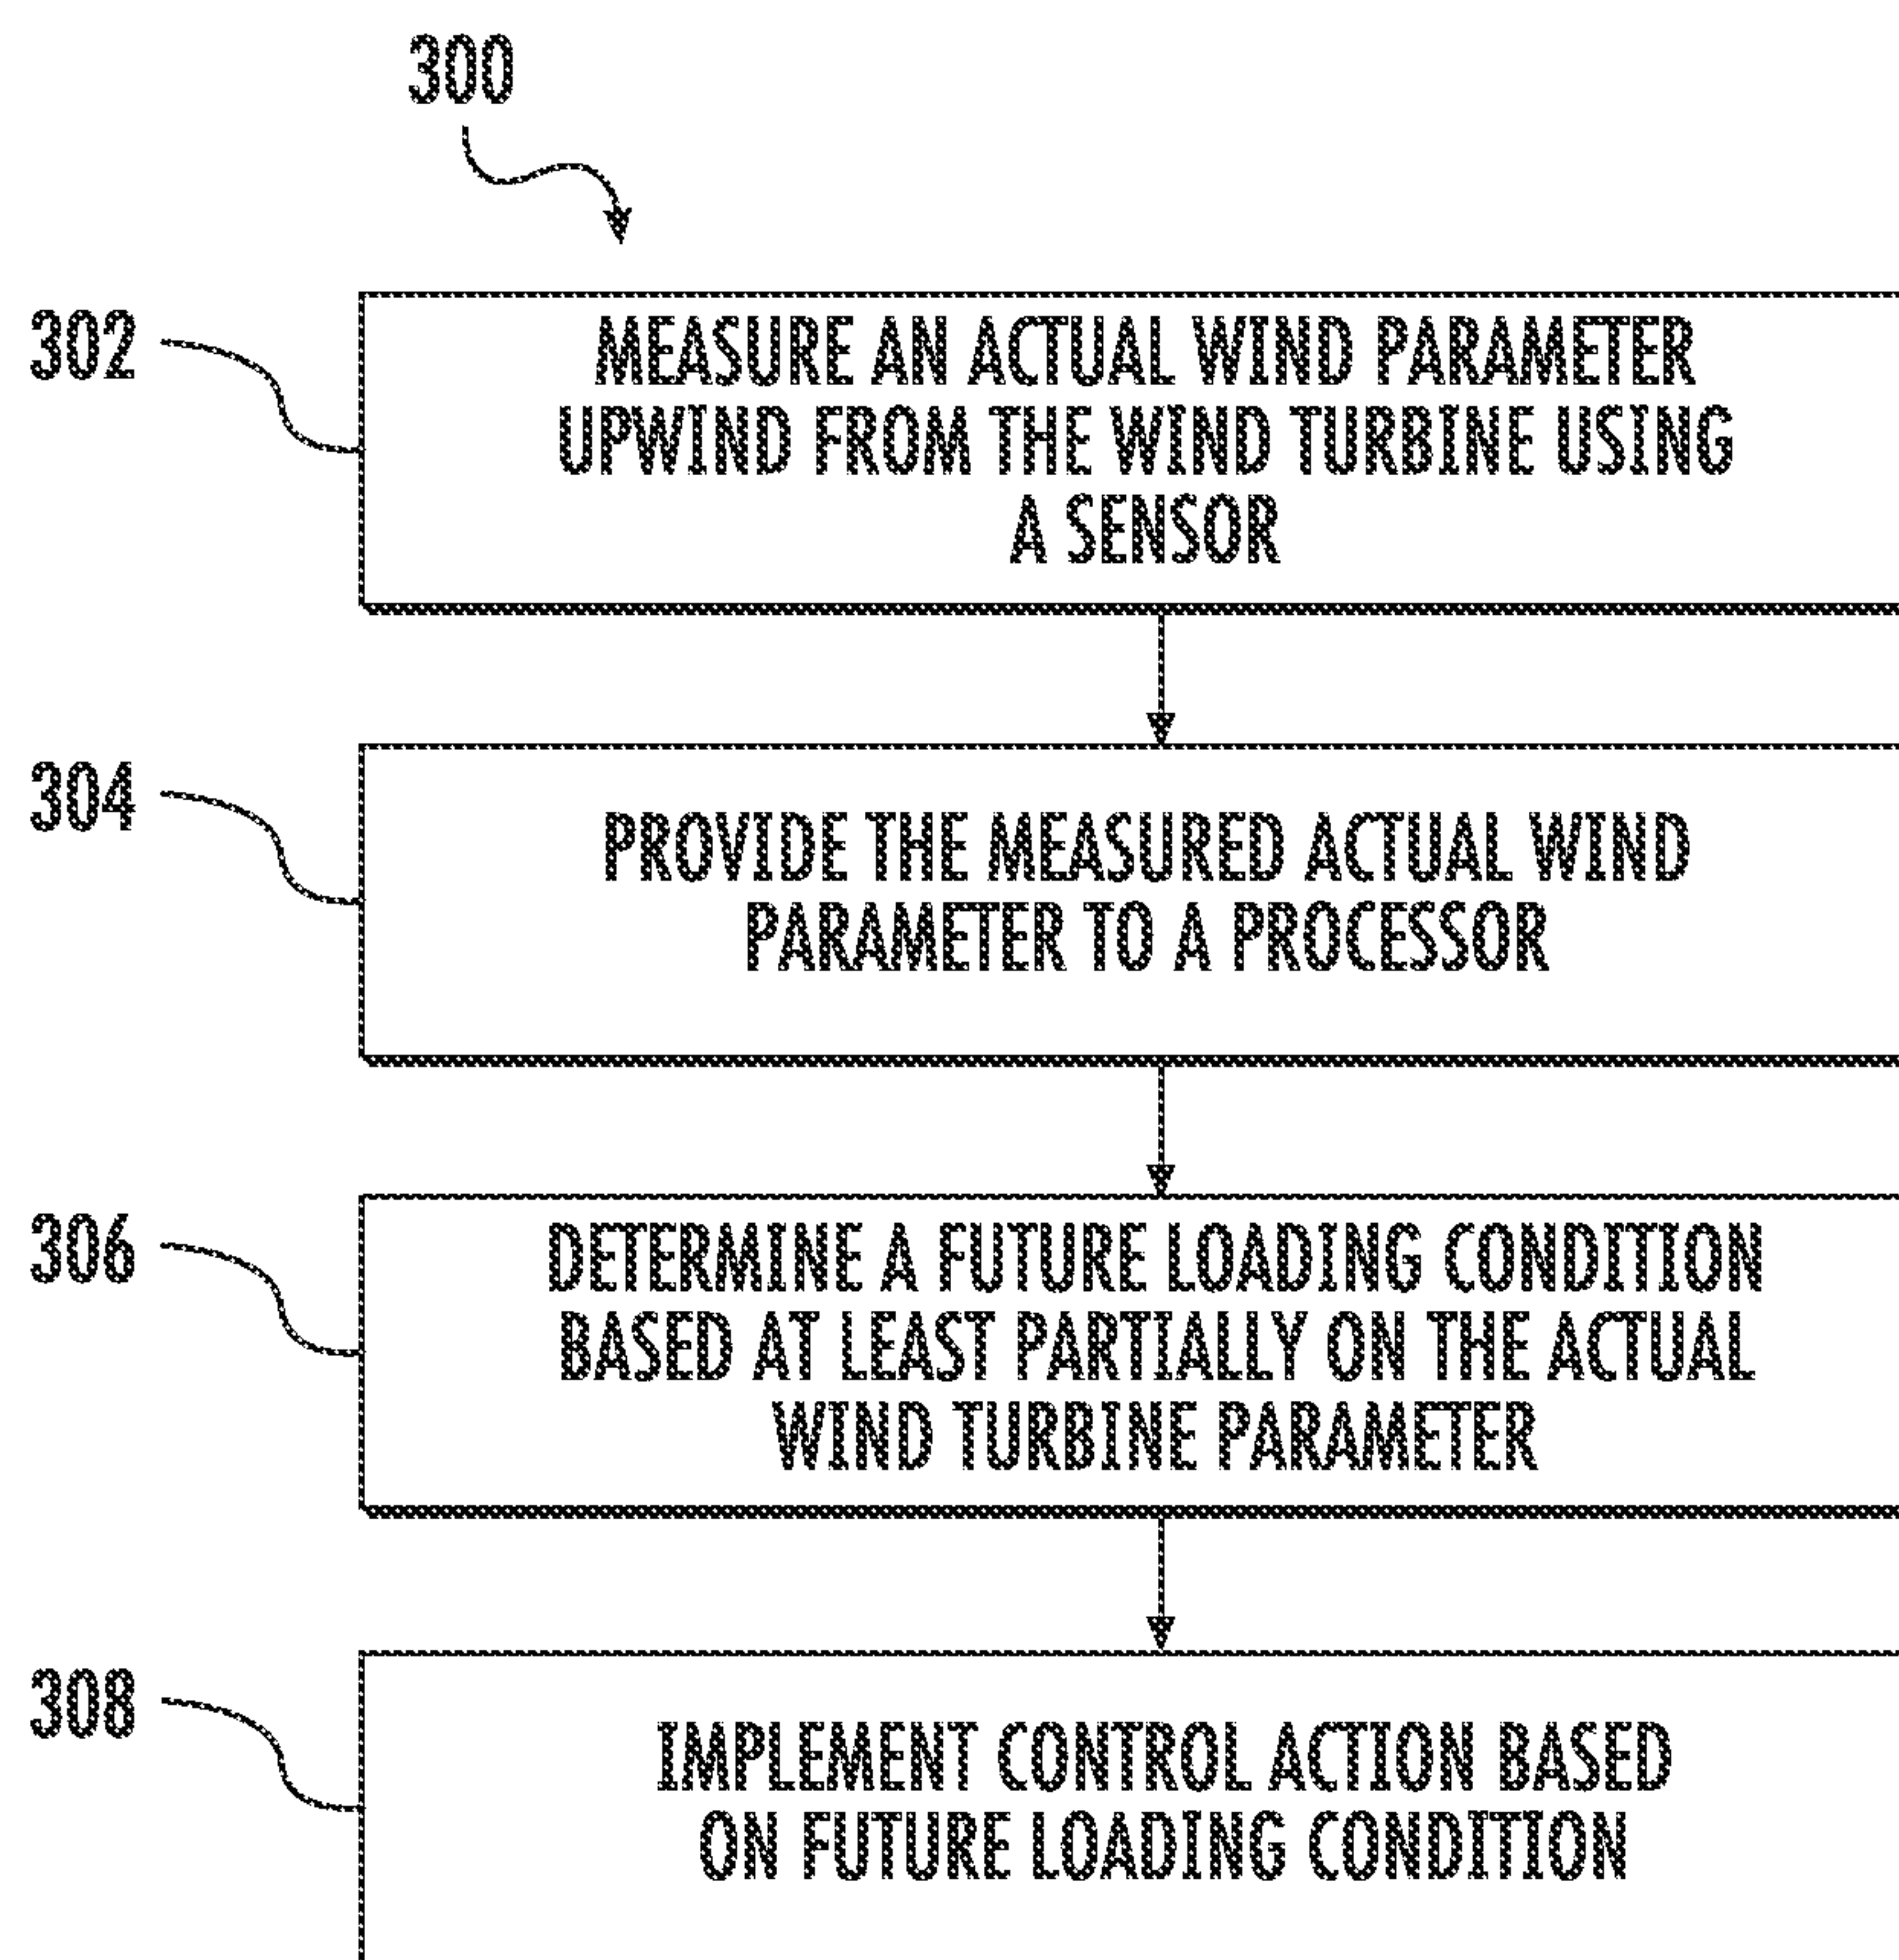 300
302
MEASURE AN ACTUAL WIND PARAMETER
UPWIND FROM THE WIND TURBINE USING
A SENSOR
304
PROVIDE THE MEASURED ACTUAL WIND
PARAMETER TO A PROCESSOR
306
DETERMINE A FUTURE LOADING CONDITION
BASED AT LEAST PARTIALLY ON THE ACTUAL
WIND TURBINE PARAMETER
308
IMPLEMENT CONTROL ACTION BASED
ON FUTURE LOADING CONDITION